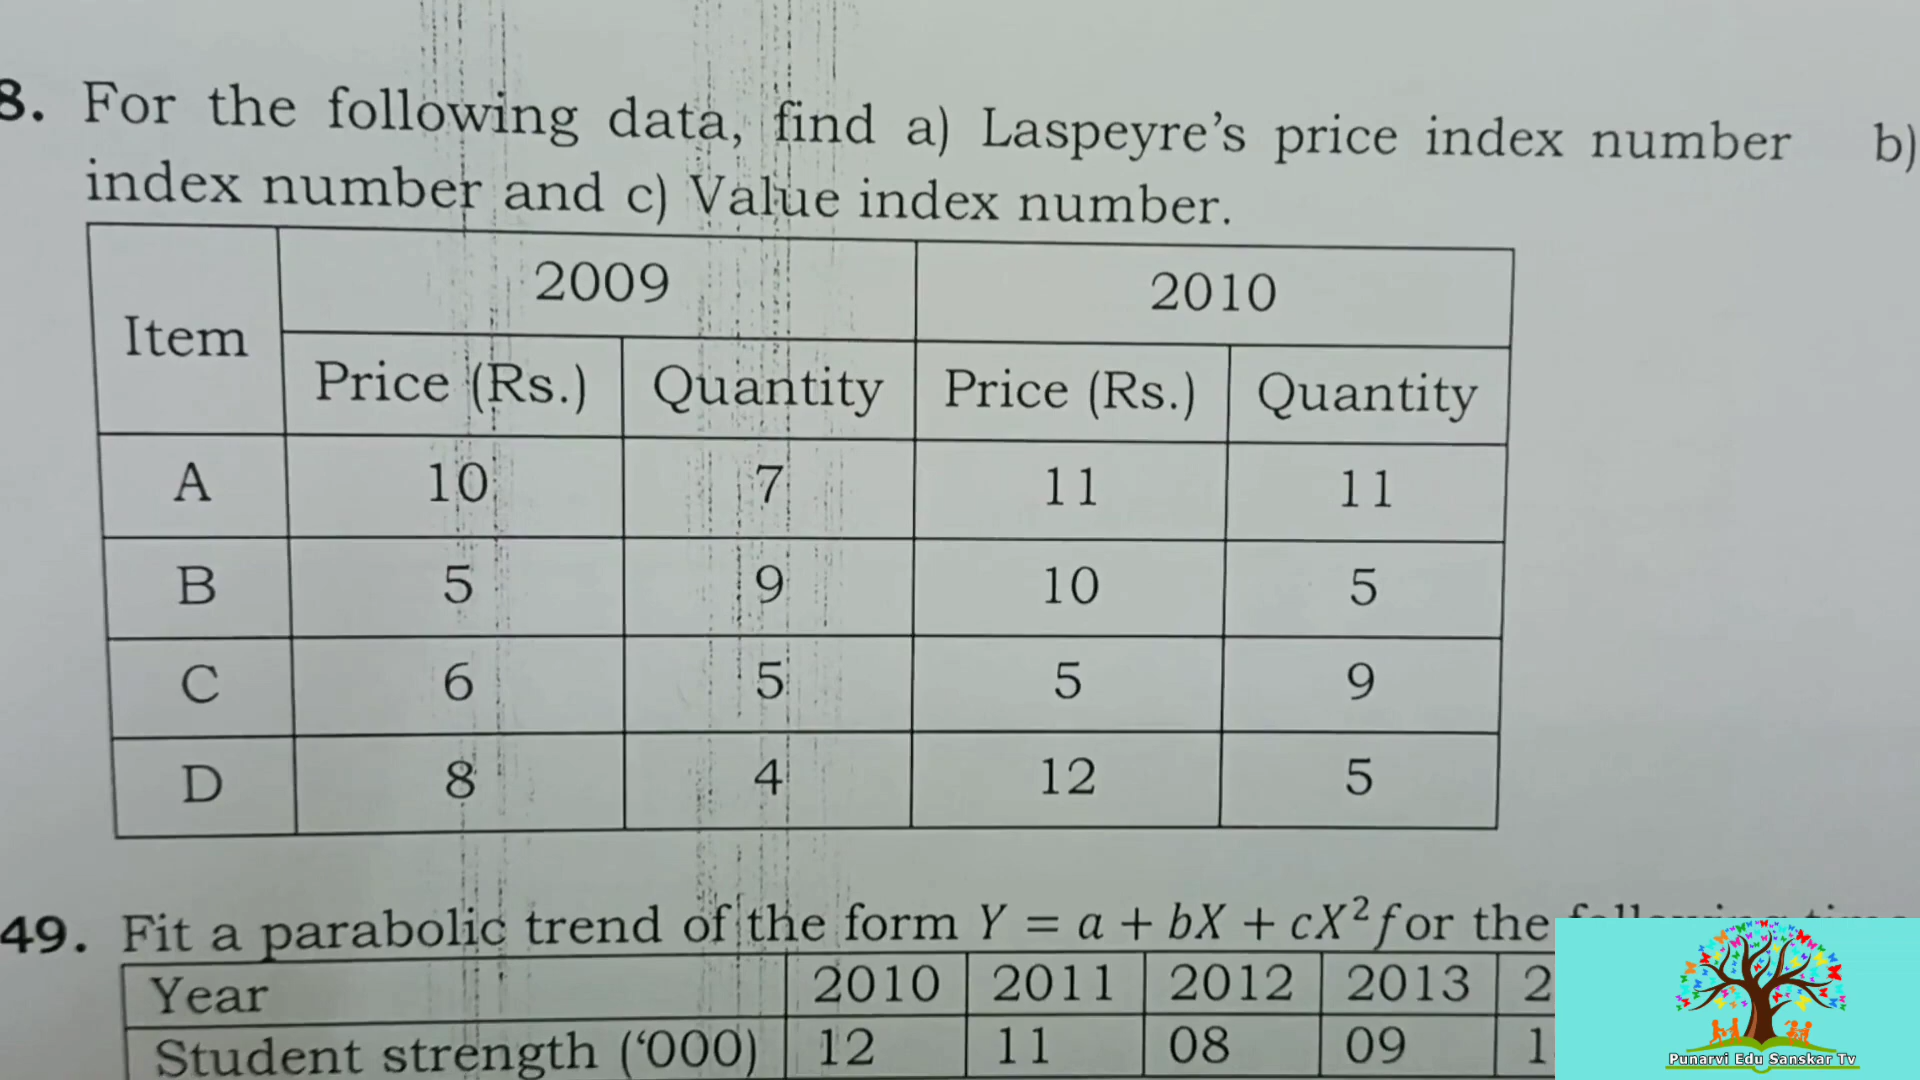 8. For the following data, find a) Laspeyre's price index number b)
index number and c) Value index number.
Item 2009 2010
Price (Rs.) Quantity Price (Rs.) Quantity
A 10 7 11 11
B 5 9 10 5
C 6 5 5 9
D 8 4 12 5
49. Fit a parabolic trend of the form Y = a + bX + cX² for the
Year 2010 2011 2012 2013 2
Student strength ('000) 12 11 08 09 1
Punarvi Edu Sanskar Tv